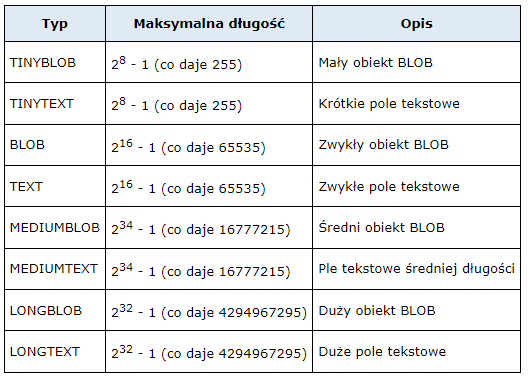 Typ Maksymalna długość Opis
TINYBLOB 2^8 - 1 (co daje 255) Mały obiekt BLOB
TINYTEXT 2^8 - 1 (co daje 255) Krótkie pole tekstowe
BLOB 2^16 - 1 (co daje 65535) Zwykły obiekt BLOB
TEXT 2^16 - 1 (co daje 65535) Zwykłe pole tekstowe
MEDIUMBLOB 2^34 - 1 (co daje 16777215) Średni obiekt BLOB
MEDIUMTEXT 2^34 - 1 (co daje 16777215) Ple tekstowe średniej długości
LONGBLOB 2^32 - 1 (co daje 4294967295) Duży obiekt BLOB
LONGTEXT 2^32 - 1 (co daje 4294967295) Duże pole tekstowe